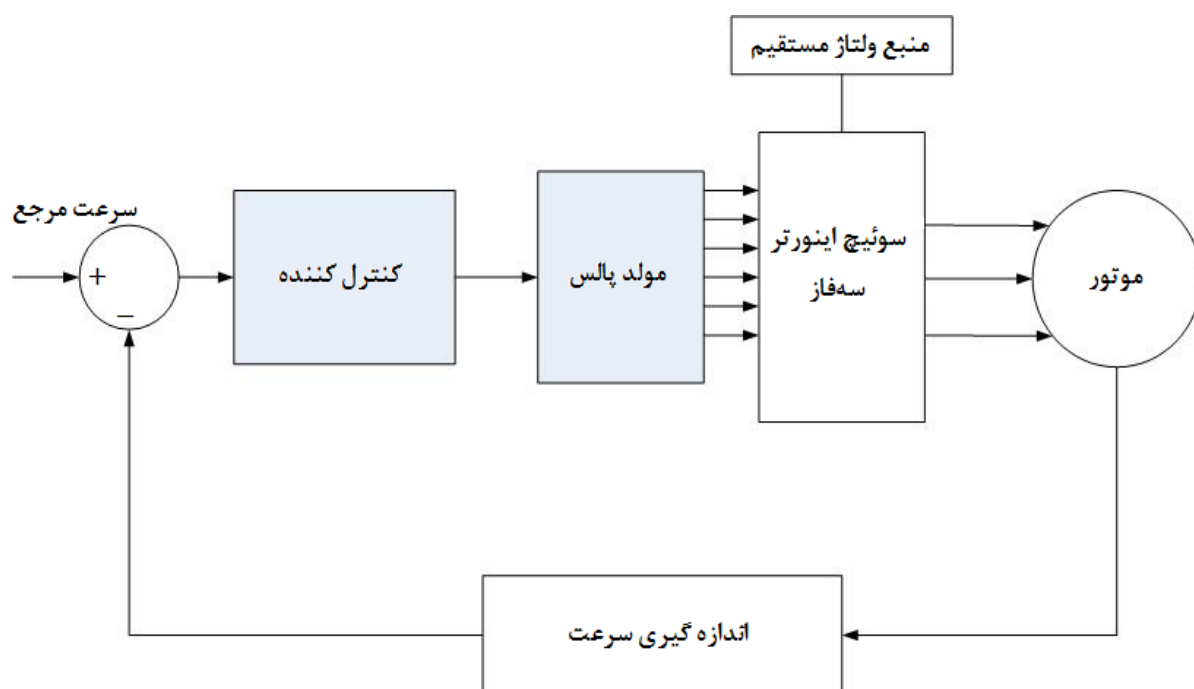 منبع ولتاژ مستقیم
سرعت مرجع
+
−
کنترل کننده
مولد پالس
سوئیچ اینورتر
سه‌فاز
موتور
اندازه گیری سرعت